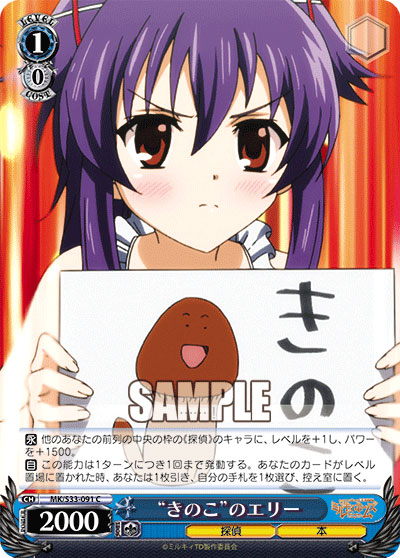 LEVEL
1
0
COST
きのこ
SAMPLE
永 他のあなたの前列の中央の枠の《探偵》のキャラに、レベルを+1し、パワーを+1500。
自 この能力は1ターンにつき1回まで発動する。あなたのカードがレベル置場に置かれた時、あなたは1枚引き、自分の手札を1枚選び、控え室に置く。
CH MK/S33-091 C
2000
“きのこ”のエリー
探偵
本
©ミルキィTD製作委員会